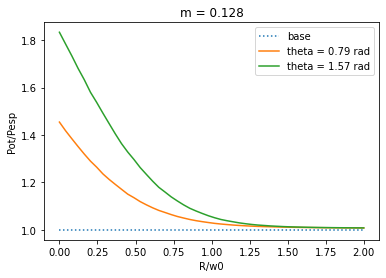 m = 0.128
base
theta = 0.79 rad
theta = 1.57 rad
Pot/Pesp
1.8
1.6
1.4
1.2
1.0
0.00 0.25 0.50 0.75 1.00 1.25 1.50 1.75 2.00
R/w0